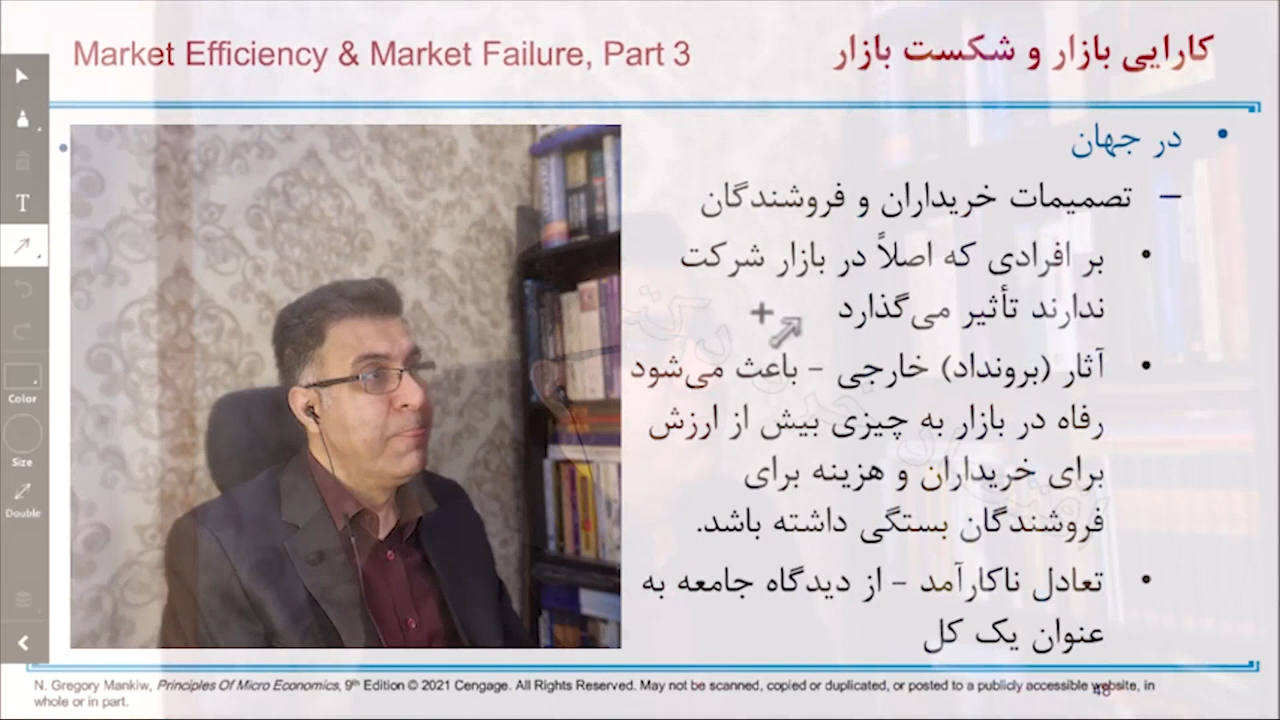 Market Efficiency & Market Failure, Part 3
کارایی بازار و شکست بازار
• در جهان
– تصمیمات خریداران و فروشندگان
• بر افرادی که اصلاً در بازار شرکت
ندارند تأثیر می‌گذارد
• آثار (برونداد) خارجی – باعث می‌شود
رفاه در بازار به چیزی بیش از ارزش
برای خریداران و هزینه برای
فروشندگان بستگی داشته باشد.
• تعادل ناکارآمد – از دیدگاه جامعه به
عنوان یک کل
T
Color
Size
Double
N. Gregory Mankiw, Principles Of Micro Economics, 9th Edition © 2021 Cengage. All Rights Reserved. May not be scanned, copied or duplicated, or posted to a publicly accessible website, in
whole or in part.